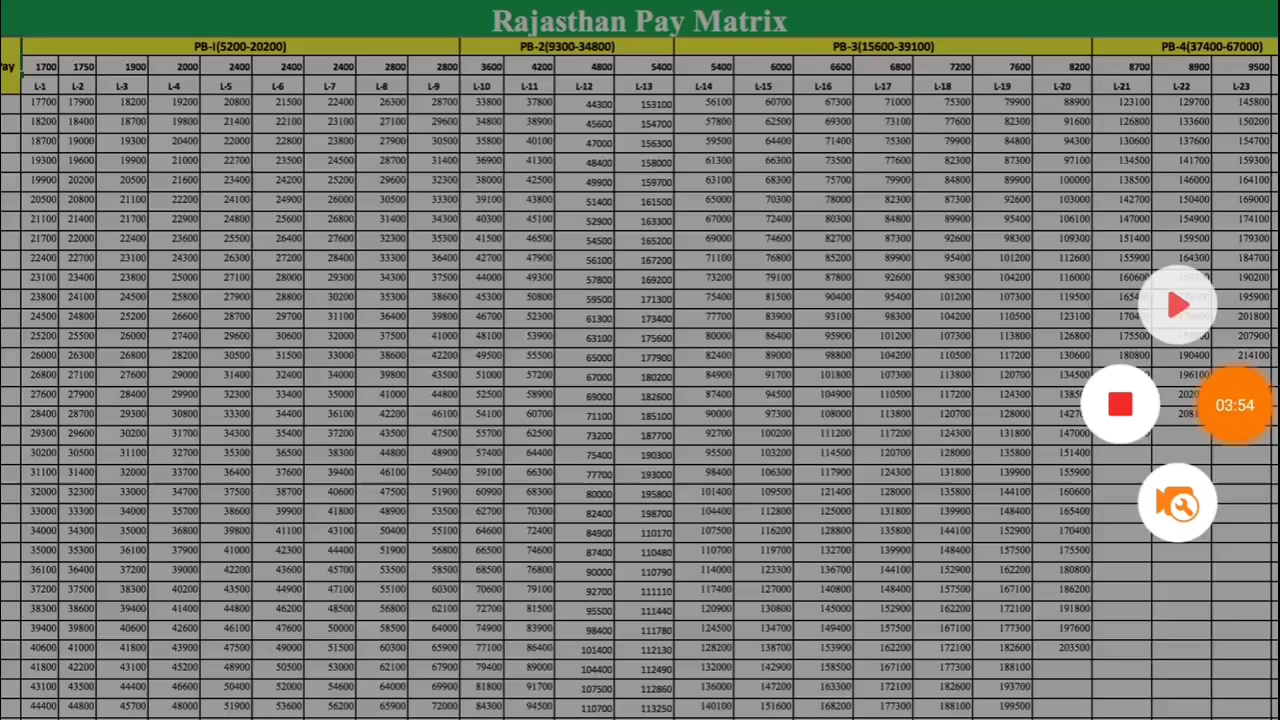 Rajasthan Pay Matrix
PB-I(5200-20200) PB-2(9300-34800) PB-3(15600-39100) PB-4(37400-67000)
1700 1750 1900 2000 2400 2400 2400 2800 2800 3600 4200 4800 5400 5400 6000 6600 6800 7200 7600 8200 8700 8900 9500
L-1 L-2 L-3 L-4 L-5 L-6 L-7 L-8 L-9 L-10 L-11 L-12 L-13 L-14 L-15 L-16 L-17 L-18 L-19 L-20 L-21 L-22 L-23
17700 17900 18200 19200 20800 21500 22400 26300 28700 33800 37800 44300 153100 56100 60700 67300 71000 75300 79900 88900 123100 129700 145800
18200 18400 18700 19800 21400 22100 23100 27100 29600 34800 38900 45600 154700 57800 62500 69300 73100 77600 82300 91600 126800 133600 150200
18700 19000 19300 20400 22000 22800 23800 27900 30500 35800 40100 47000 156300 59500 64400 71400 75300 79900 84800 94300 130600 137600 154700
19300 19600 19900 21000 22700 23500 24500 28700 31400 36900 41300 48400 158000 61300 66300 73500 77600 82300 87300 97100 134500 141700 159300
19900 20200 20500 21600 23400 24200 25200 29600 32300 38000 42500 49900 159700 63100 68300 75700 79900 84800 89900 100000 138500 146000 164100
20500 20800 21100 22200 24100 24900 26000 30500 33300 39100 43800 51400 161500 65000 70300 78000 82300 87300 92600 103000 142700 150400 169000
21100 21400 21700 22900 24800 25600 26800 31400 34300 40300 45100 52900 163300 67000 72400 80300 84800 89900 95400 106100 147000 154900 174100
21700 22000 22400 23600 25500 26400 27600 32300 35300 41500 46500 54500 165200 69000 74600 82700 87300 92600 98300 109300 151400 159500 179300
22400 22700 23100 24300 26300 27200 28400 33300 36400 42700 47900 56100 167200 71100 76800 85200 89900 95400 101200 112600 155900 164300 184700
23100 23400 23800 25000 27100 28000 29300 34300 37500 44000 49300 57800 169200 73200 79100 87800 92600 98300 104200 116000 160600 190200
23800 24100 24500 25800 27900 28800 30200 35300 38600 45300 50800 59500 171300 75400 81500 90400 95400 101200 107300 119500 195900
24500 24800 25200 26600 28700 29700 31100 36400 39800 46700 52300 61300 173400 77700 83900 93100 98300 104200 110500 123100 201800
25200 25500 26000 27400 29600 30600 32000 37500 41000 48100 53900 63100 175600 80000 86400 95900 101200 107300 113800 126800 175500 207900
26000 26300 26800 28200 30500 31500 33000 38600 42200 49500 55500 65000 177900 82400 89000 98800 104200 110500 117200 130600 180800 190400 214100
26800 27100 27600 29000 31400 32400 34000 39800 43500 51000 57200 67000 180200 84900 91700 101800 107300 113800 120700 134500 196100
27600 27900 28400 29900 32300 33400 35000 41000 44800 52500 58900 69000 182600 87400 94500 104900 110500 117200 124300
28400 28700 29300 30800 33300 34400 36100 42200 46100 54100 60700 71100 185100 90000 97300 108000 113800 120700 128000
29300 29600 30200 31700 34300 35400 37200 43500 47500 55700 62500 73200 187700 92700 100200 111200 117200 124300 131800 147000
30200 30500 31100 32700 35300 36500 38300 44800 48900 57400 64400 75400 190300 95500 103200 114500 120700 128000 135800 151400
31100 31400 32000 33700 36400 37600 39400 46100 50400 59100 66300 77700 193000 98400 106300 117900 124300 131800 139900 155900
32000 32300 33000 34700 37500 38700 40600 47500 51900 60900 68300 80000 195800 101400 109500 121400 128000 135800 144100 160600
33000 33300 34000 35700 38600 39900 41800 48900 53500 62700 70300 82400 198700 104400 112800 125000 131800 139900 148400 165400
34000 34300 35000 36800 39800 41100 43100 50400 55100 64600 72400 84900 110170 107500 116200 128800 135800 144100 152900 170400
35000 35300 36100 37900 41000 42300 44400 51900 56800 66500 74600 87400 110480 110700 119700 132700 139900 148400 157500 175500
36100 36400 37200 39000 42200 43600 45700 53500 58500 68500 76800 90000 110790 114000 123300 136700 144100 152900 162200 180800
37200 37500 38300 40200 43500 44900 47100 55100 60300 70600 79100 92700 111110 117400 127000 140800 148400 157500 167100 186200
38300 38600 39400 41400 44800 46200 48500 56800 62100 72700 81500 95500 111440 120900 130800 145000 152900 162200 172100 191800
39400 39800 40600 42600 46100 47600 50000 58500 64000 74900 83900 98400 111780 124500 134700 149400 157500 167100 177300 197600
40600 41000 41800 43900 47500 49000 51500 60300 65900 77100 86400 101400 112130 128200 138700 153900 162200 172100 182600 203500
41800 42200 43100 45200 48900 50500 53000 62100 67900 79400 89000 104400 112490 132000 142900 158500 167100 177300 188100
43100 43500 44400 46600 50400 52000 54600 64000 69900 81800 91700 107500 112860 136000 147200 163300 172100 182600 193700
44400 44800 45700 48000 51900 53600 56200 65900 72000 84300 94500 110700 113250 140100 151600 168200 177300 188100 199500
03:54